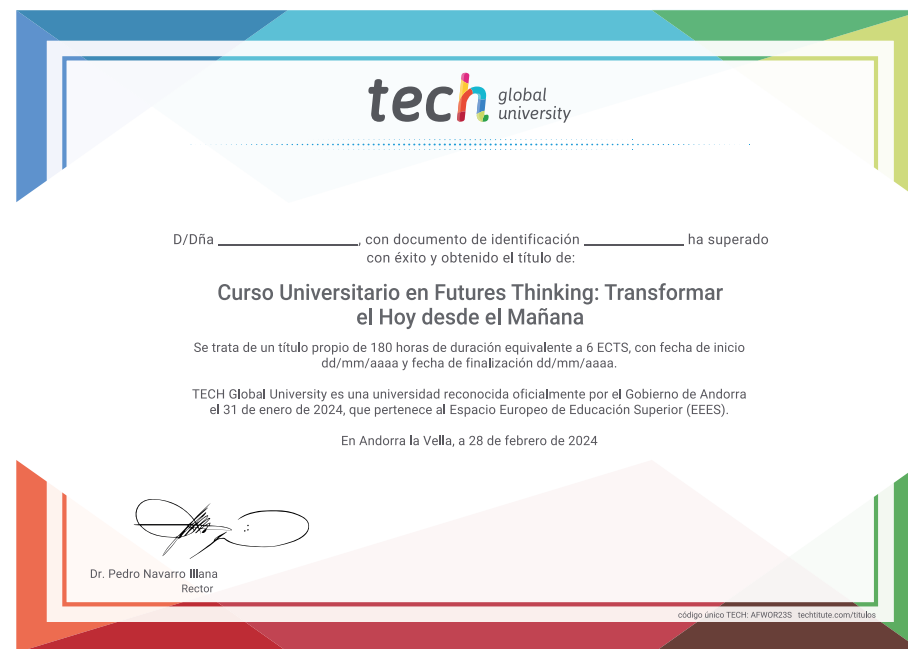 tech global university
D/Dña ____________________, con documento de identificación ______________ ha superado
con éxito y obtenido el título de:
Curso Universitario en Futures Thinking: Transformar
el Hoy desde el Mañana
Se trata de un título propio de 180 horas de duración equivalente a 6 ECTS, con fecha de inicio
dd/mm/aaaa y fecha de finalización dd/mm/aaaa.
TECH Global University es una universidad reconocida oficialmente por el Gobierno de Andorra
el 31 de enero de 2024, que pertenece al Espacio Europeo de Educación Superior (EEES).
En Andorra la Vella, a 28 de febrero de 2024
Dr. Pedro Navarro Illana
Rector
código único TECH: AFWOR23S techtitute.com/titulos